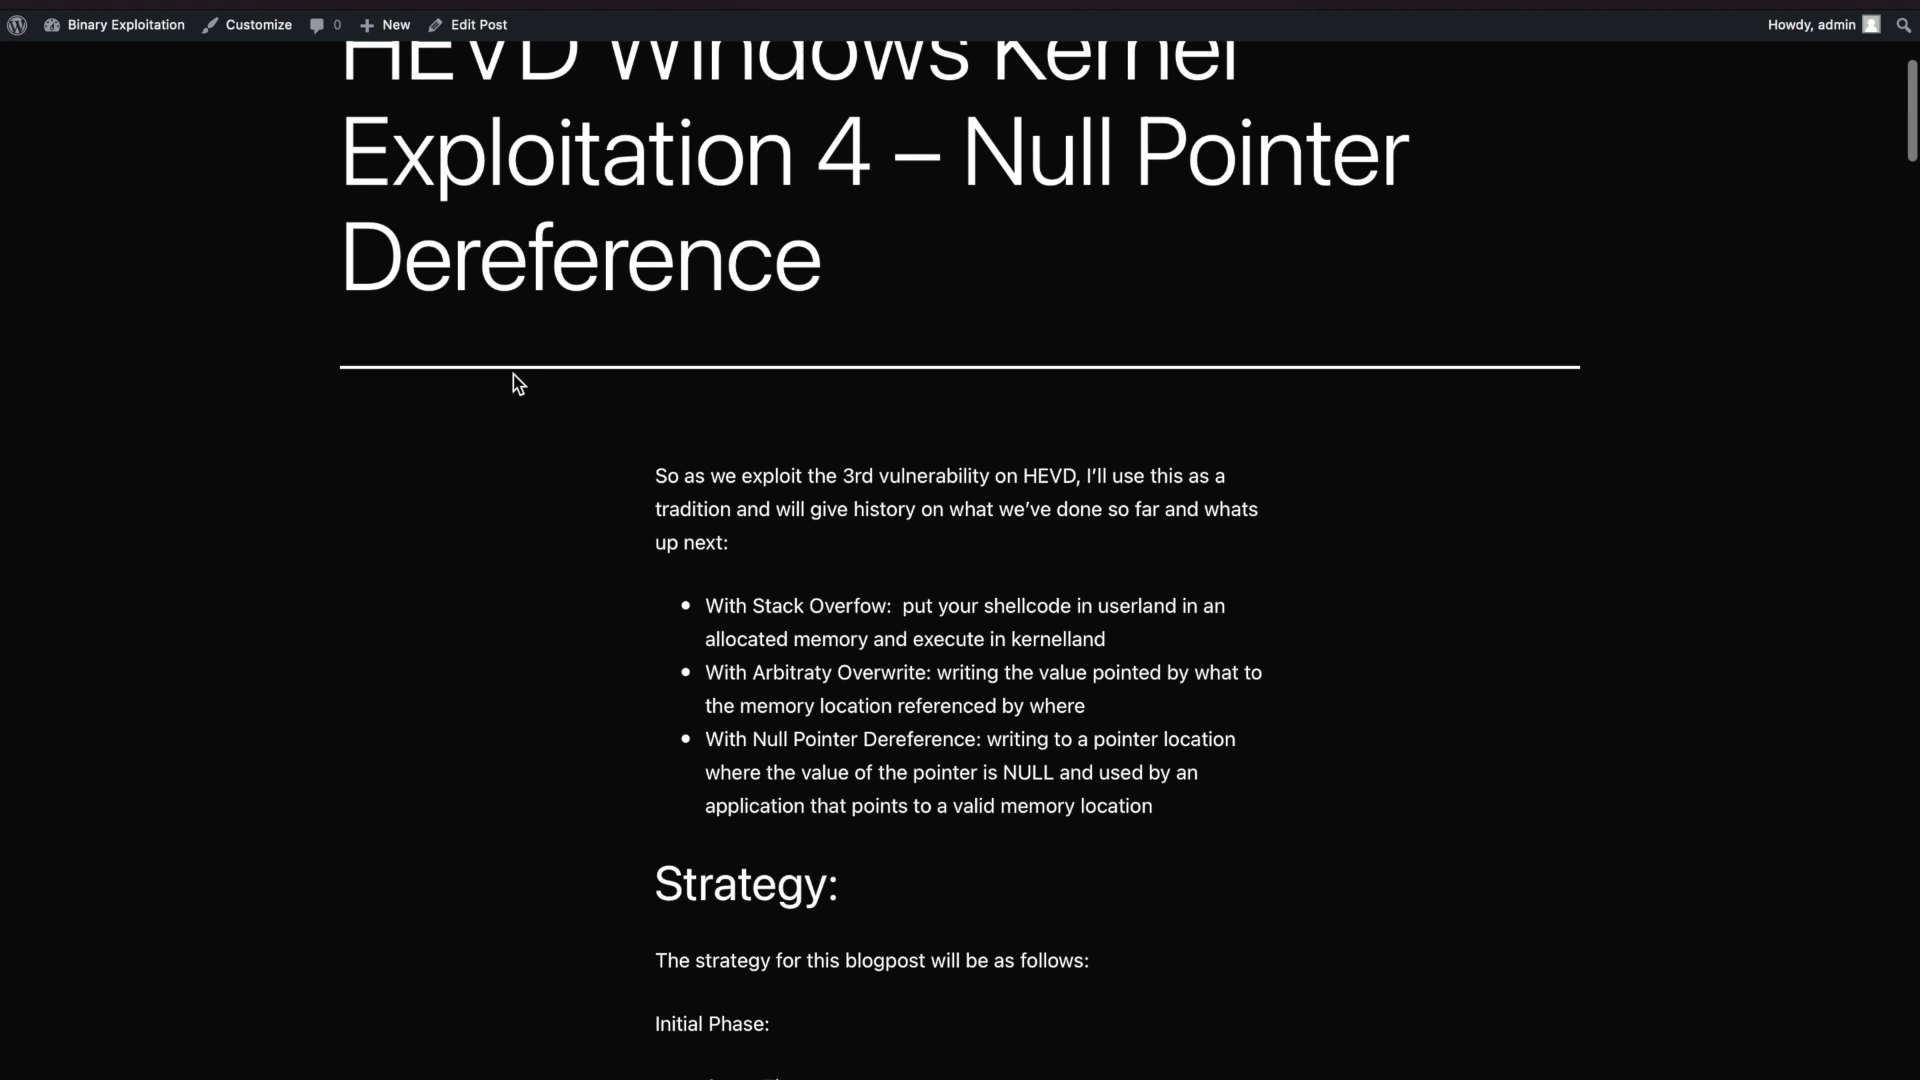 Binary Exploitation Customize 0 New Edit Post Howdy, admin
HEVD Windows Kernel
Exploitation 4 – Null Pointer
Dereference
So as we exploit the 3rd vulnerability on HEVD, I’ll use this as a
tradition and will give history on what we’ve done so far and whats
up next:
With Stack Overfow:  put your shellcode in userland in an
allocated memory and execute in kernelland
With Arbitraty Overwrite: writing the value pointed by what to
the memory location referenced by where
With Null Pointer Dereference: writing to a pointer location
where the value of the pointer is NULL and used by an
application that points to a valid memory location
Strategy:
The strategy for this blogpost will be as follows:
Initial Phase: